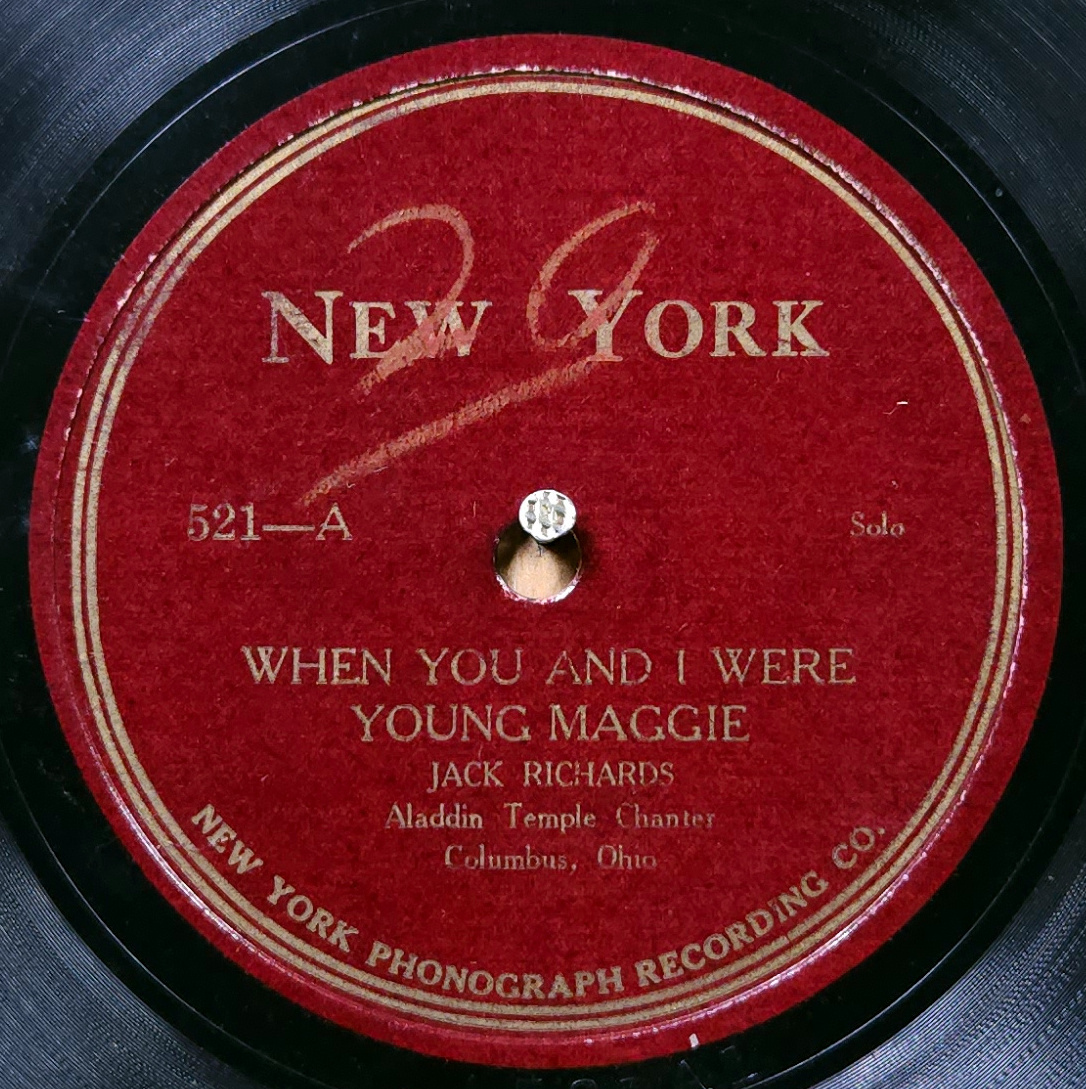 29
NEW YORK
521—A
Solo
WHEN YOU AND I WERE
YOUNG MAGGIE
JACK RICHARDS
Aladdin Temple Chanter
Columbus, Ohio
NEW YORK PHONOGRAPH RECORDING CO.